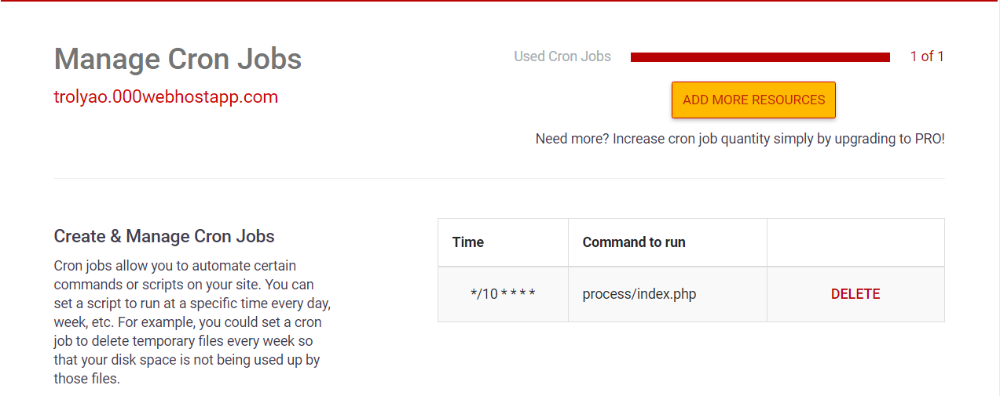 Manage Cron Jobs
trolyao.000webhostapp.com
Used Cron Jobs 1 of 1
ADD MORE RESOURCES
Need more? Increase cron job quantity simply by upgrading to PRO!
Create & Manage Cron Jobs
Cron jobs allow you to automate certain
commands or scripts on your site. You can
set a script to run at a specific time every day,
week, etc. For example, you could set a cron
job to delete temporary files every week so
that your disk space is not being used up by
those files.
Time Command to run
*/10 * * * * process/index.php DELETE